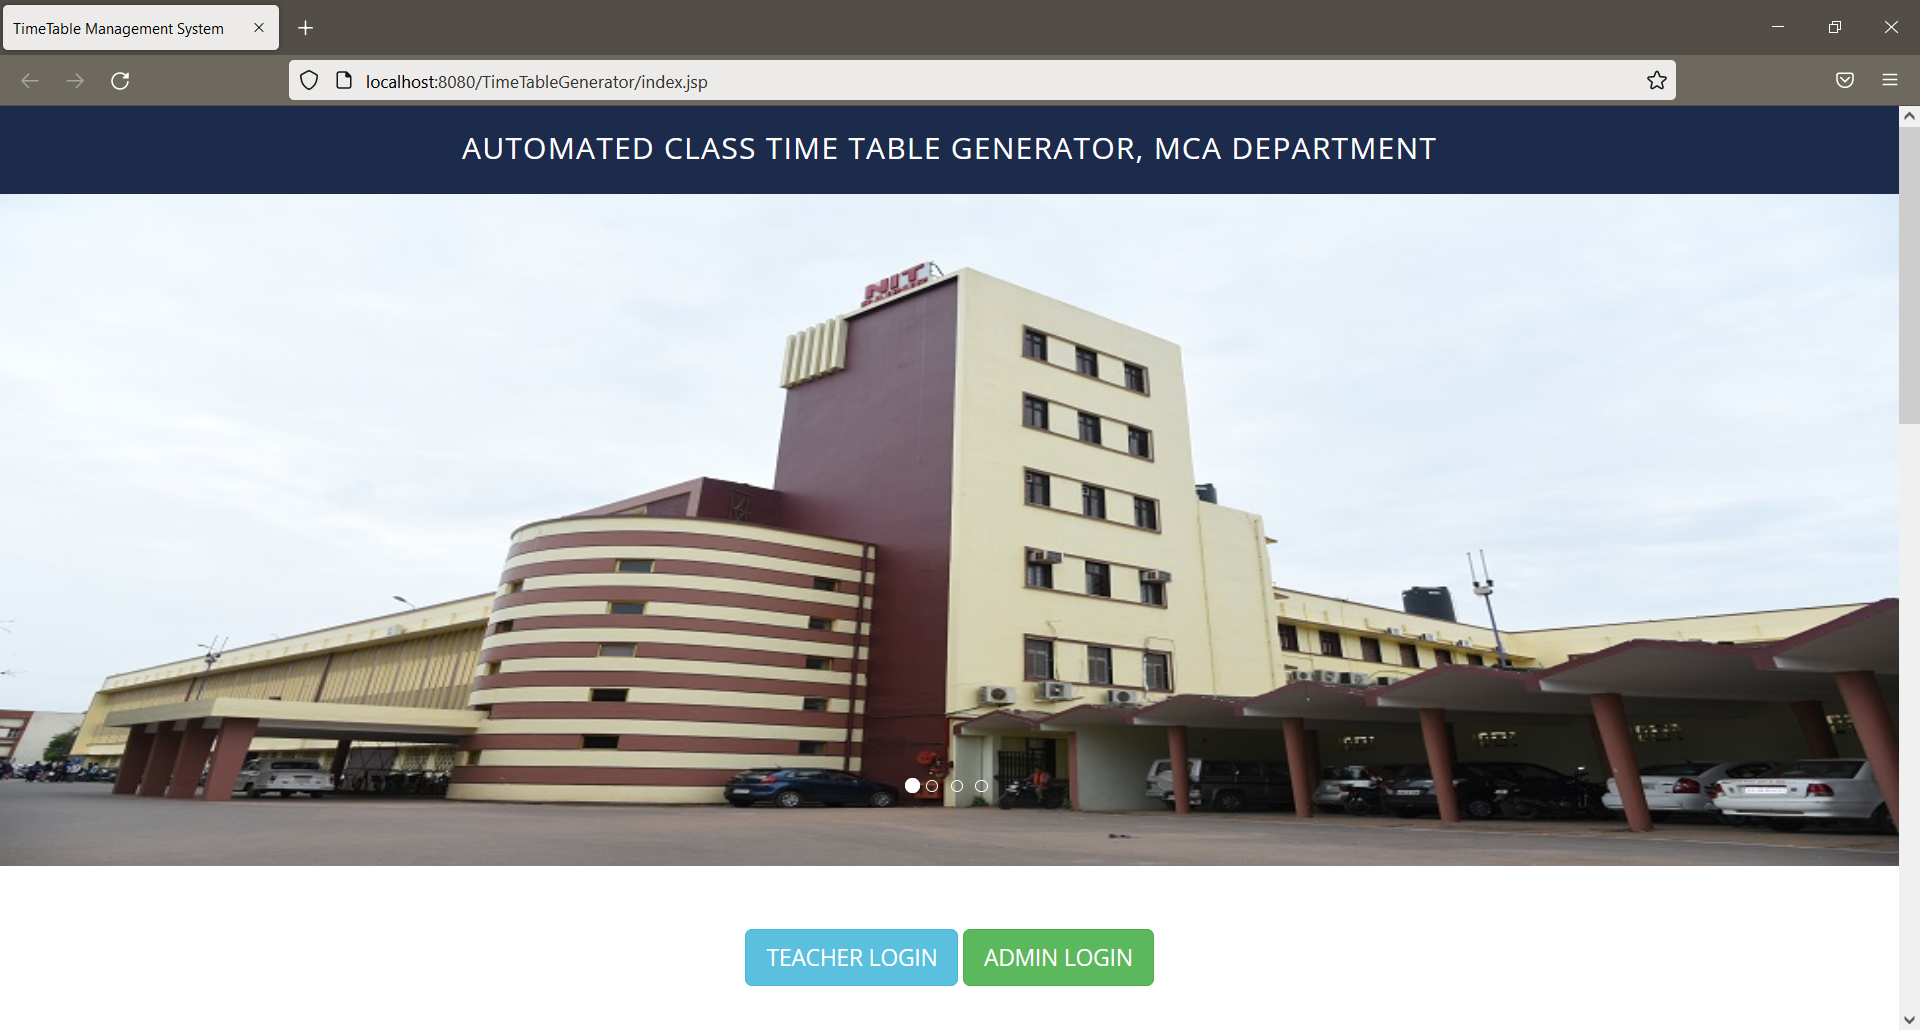 TimeTable Management System
localhost:8080/TimeTableGenerator/index.jsp
AUTOMATED CLASS TIME TABLE GENERATOR, MCA DEPARTMENT
NIT
TEACHER LOGIN ADMIN LOGIN